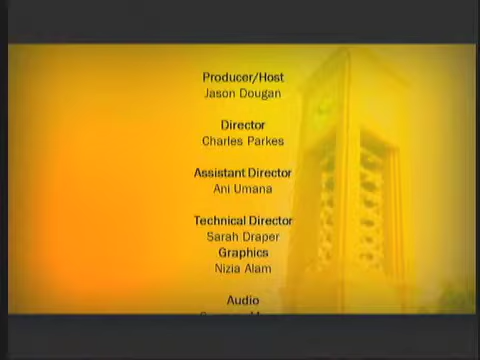 Producer/Host
Jason Dougan
Director
Charles Parkes
Assistant Director
Ani Umana
Technical Director
Sarah Draper
Graphics
Nizia Alam
Audio